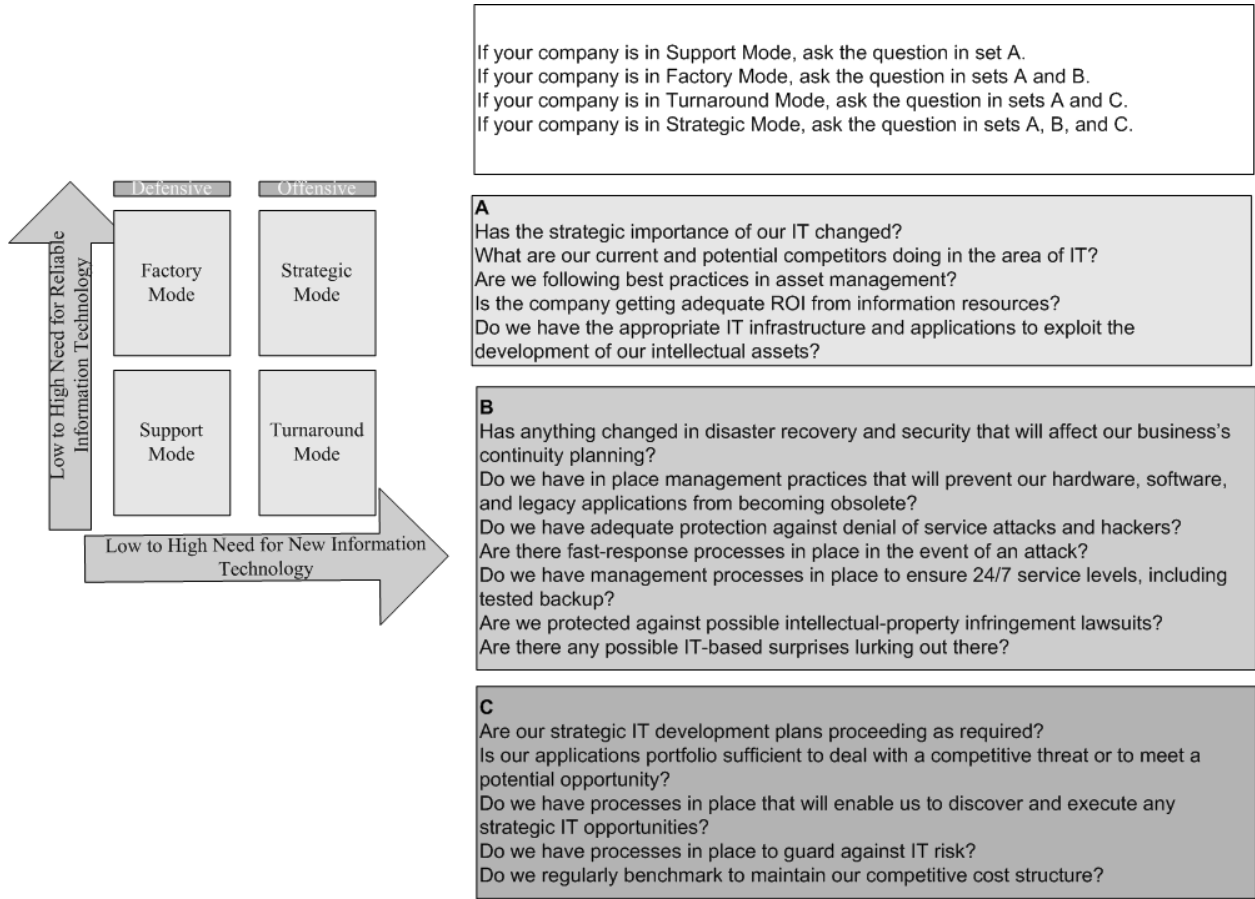 If your company is in Support Mode, ask the question in set A.
If your company is in Factory Mode, ask the question in sets A and B.
If your company is in Turnaround Mode, ask the question in sets A and C.
If your company is in Strategic Mode, ask the question in sets A, B, and C.
Defensive
Offensive
Low to High Need for Reliable
Information Technology
Factory
Mode
Strategic
Mode
Support
Mode
Turnaround
Mode
Low to High Need for New Information
Technology
A
Has the strategic importance of our IT changed?
What are our current and potential competitors doing in the area of IT?
Are we following best practices in asset management?
Is the company getting adequate ROI from information resources?
Do we have the appropriate IT infrastructure and applications to exploit the
development of our intellectual assets?
B
Has anything changed in disaster recovery and security that will affect our business's
continuity planning?
Do we have in place management practices that will prevent our hardware, software,
and legacy applications from becoming obsolete?
Do we have adequate protection against denial of service attacks and hackers?
Are there fast-response processes in place in the event of an attack?
Do we have management processes in place to ensure 24/7 service levels, including
tested backup?
Are we protected against possible intellectual-property infringement lawsuits?
Are there any possible IT-based surprises lurking out there?
C
Are our strategic IT development plans proceeding as required?
Is our applications portfolio sufficient to deal with a competitive threat or to meet a
potential opportunity?
Do we have processes in place that will enable us to discover and execute any
strategic IT opportunities?
Do we have processes in place to guard against IT risk?
Do we regularly benchmark to maintain our competitive cost structure?